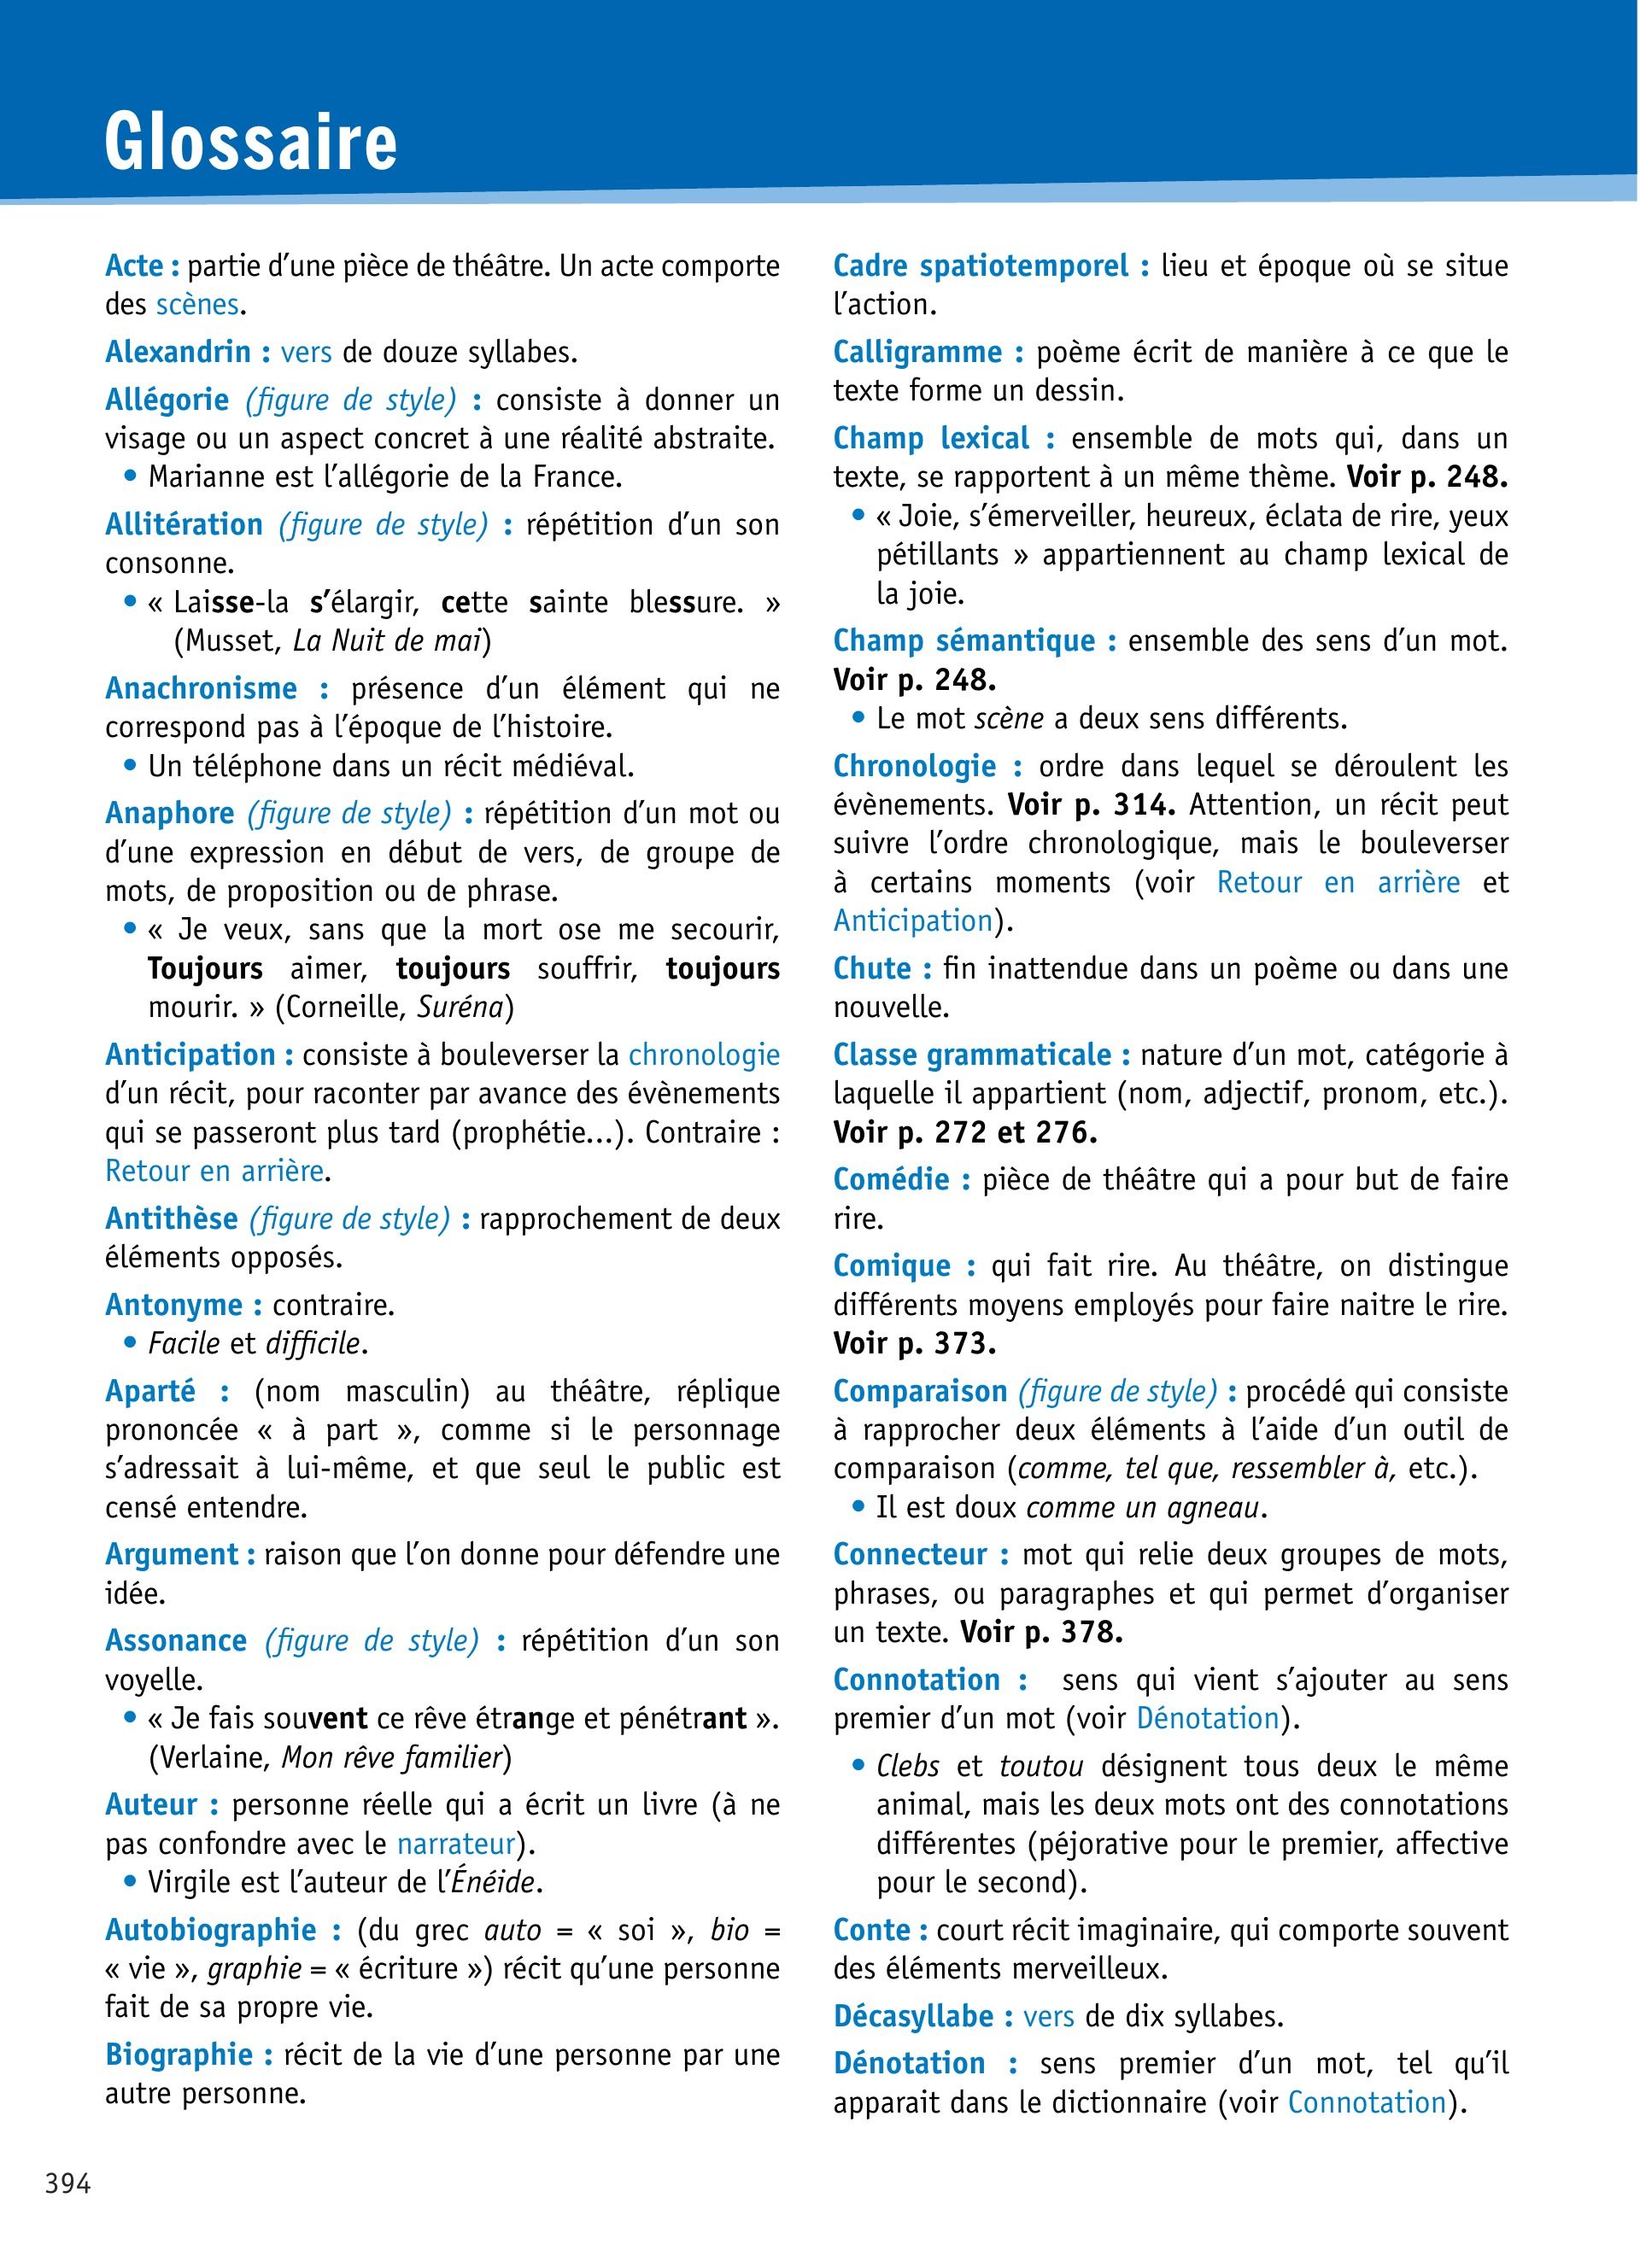 Glossaire
Acte : partie d’une pièce de théâtre. Un acte comporte
des scènes.
Alexandrin : vers de douze syllabes.
Allégorie (figure de style) : consiste à donner un
visage ou un aspect concret à une réalité abstraite.
• Marianne est l’allégorie de la France.
Allitération (figure de style) : répétition d’un son
consonne.
• « Laisse-la s’élargir, cette sainte blessure. »
(Musset, La Nuit de mai)
Anachronisme : présence d’un élément qui ne
correspond pas à l’époque de l’histoire.
• Un téléphone dans un récit médiéval.
Anaphore (figure de style) : répétition d’un mot ou
d’une expression en début de vers, de groupe de
mots, de proposition ou de phrase.
• « Je veux, sans que la mort ose me secourir,
Toujours aimer, toujours souffrir, toujours
mourir. » (Corneille, Suréna)
Anticipation : consiste à bouleverser la chronologie
d’un récit, pour raconter par avance des évènements
qui se passeront plus tard (prophétie...). Contraire :
Retour en arrière.
Antithèse (figure de style) : rapprochement de deux
éléments opposés.
Antonyme : contraire.
• Facile et difficile.
Aparté : (nom masculin) au théâtre, réplique
prononcée « à part », comme si le personnage
s’adressait à lui-même, et que seul le public est
censé entendre.
Argument : raison que l’on donne pour défendre une
idée.
Assonance (figure de style) : répétition d’un son
voyelle.
• « Je fais souvent ce rêve étrange et pénétrant ».
(Verlaine, Mon rêve familier)
Auteur : personne réelle qui a écrit un livre (à ne
pas confondre avec le narrateur).
• Virgile est l’auteur de l’Énéide.
Autobiographie : (du grec auto = « soi », bio =
« vie », graphie = « écriture ») récit qu’une personne
fait de sa propre vie.
Biographie : récit de la vie d’une personne par une
autre personne.
Cadre spatiotemporel : lieu et époque où se situe
l’action.
Calligramme : poème écrit de manière à ce que le
texte forme un dessin.
Champ lexical : ensemble de mots qui, dans un
texte, se rapportent à un même thème. Voir p. 248.
• « Joie, s’émerveiller, heureux, éclata de rire, yeux
pétillants » appartiennent au champ lexical de
la joie.
Champ sémantique : ensemble des sens d’un mot.
Voir p. 248.
• Le mot scène a deux sens différents.
Chronologie : ordre dans lequel se déroulent les
évènements. Voir p. 314. Attention, un récit peut
suivre l’ordre chronologique, mais le bouleverser
à certains moments (voir Retour en arrière et
Anticipation).
Chute : fin inattendue dans un poème ou dans une
nouvelle.
Classe grammaticale : nature d’un mot, catégorie à
laquelle il appartient (nom, adjectif, pronom, etc.).
Voir p. 272 et 276.
Comédie : pièce de théâtre qui a pour but de faire
rire.
Comique : qui fait rire. Au théâtre, on distingue
différents moyens employés pour faire naitre le rire.
Voir p. 373.
Comparaison (figure de style) : procédé qui consiste
à rapprocher deux éléments à l’aide d’un outil de
comparaison (comme, tel que, ressembler à, etc.).
• Il est doux comme un agneau.
Connecteur : mot qui relie deux groupes de mots,
phrases, ou paragraphes et qui permet d’organiser
un texte. Voir p. 378.
Connotation : sens qui vient s’ajouter au sens
premier d’un mot (voir Dénotation).
• Clebs et toutou désignent tous deux le même
animal, mais les deux mots ont des connotations
différentes (péjorative pour le premier, affective
pour le second).
Conte : court récit imaginaire, qui comporte souvent
des éléments merveilleux.
Décasyllabe : vers de dix syllabes.
Dénotation : sens premier d’un mot, tel qu’il
apparait dans le dictionnaire (voir Connotation).
394